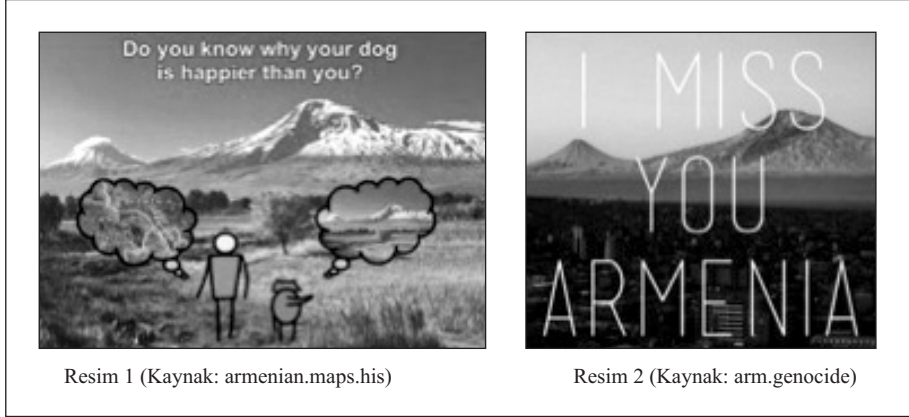 Do you know why your dog
is happier than you?
I MISS
YOU
ARMENIA
Resim 1 (Kaynak: armenian.maps.his)
Resim 2 (Kaynak: arm.genocide)